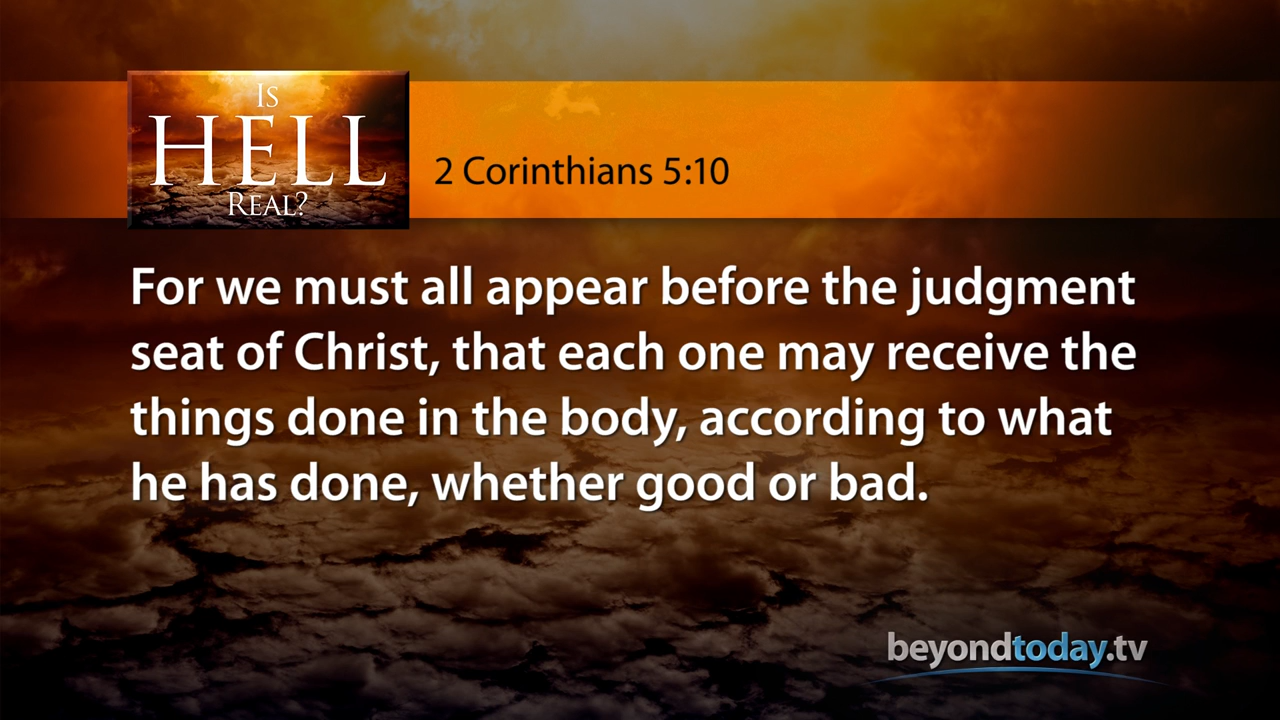 Is
HELL
REAL?
2 Corinthians 5:10
For we must all appear before the judgment
seat of Christ, that each one may receive the
things done in the body, according to what
he has done, whether good or bad.
beyondtoday.tv